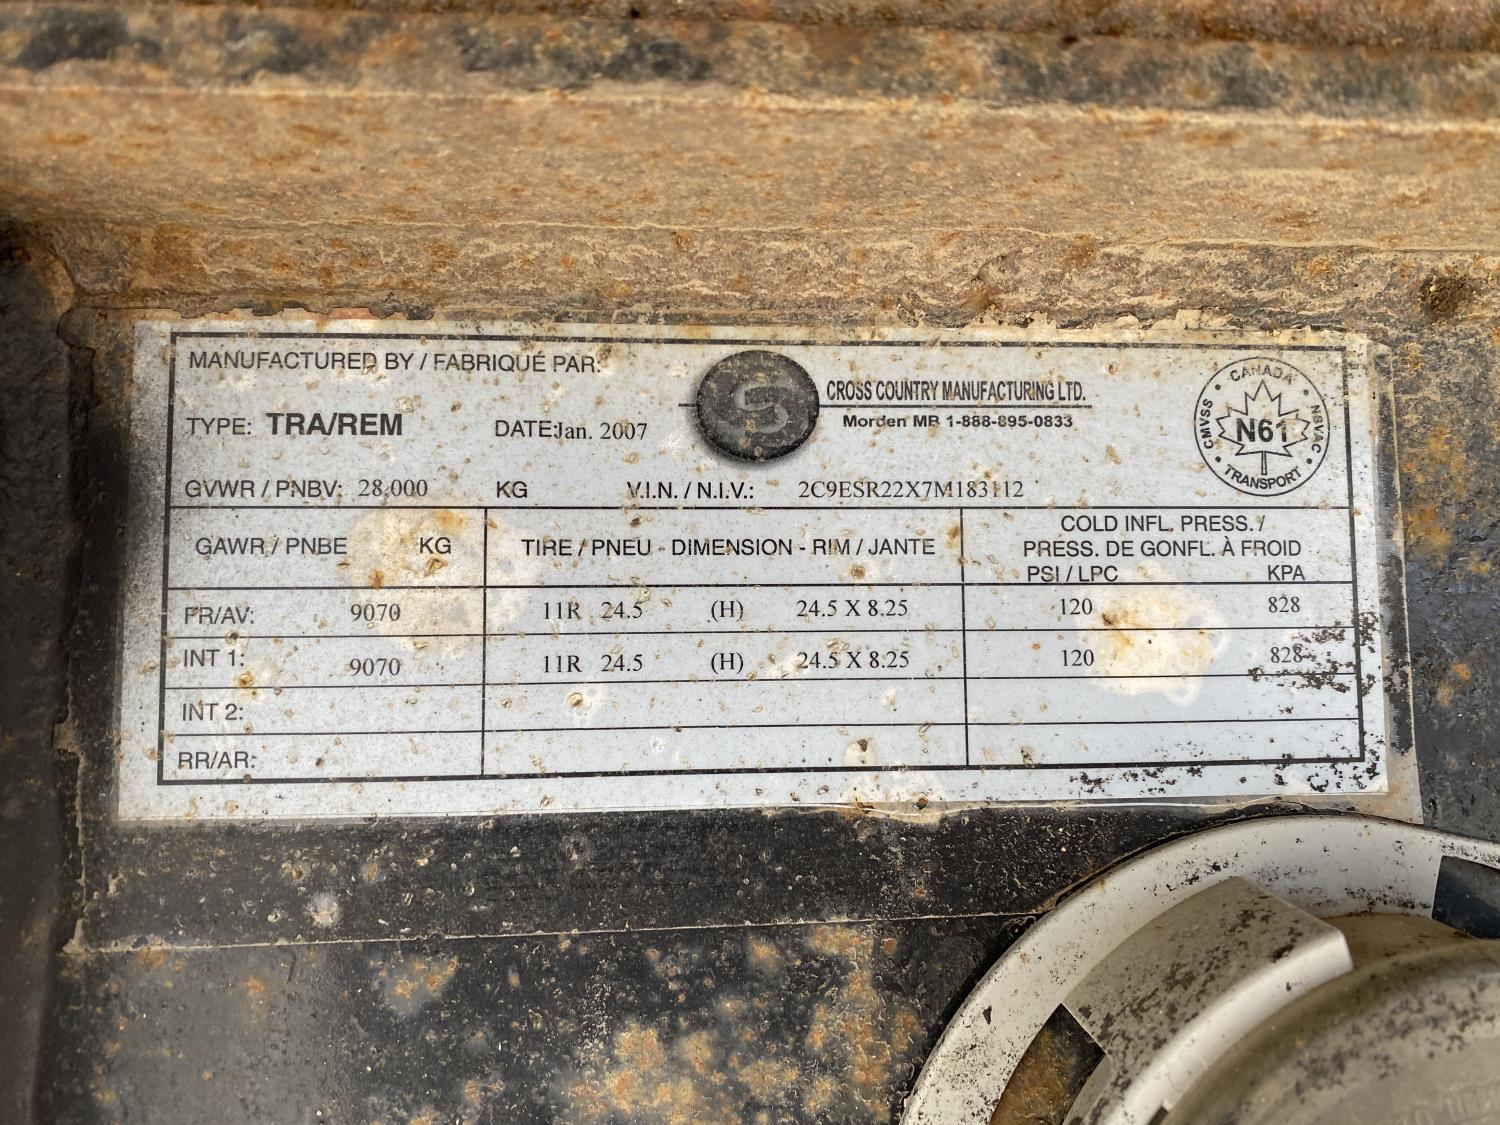 MANUFACTURED BY / FABRIQUÉ PAR:
S
CROSS COUNTRY MANUFACTURING LTD.
Morden MB 1-888-895-0833
TYPE: TRA/REM
DATE: Jan. 2007
CANADA
CMVSS
N61
NSVAC
TRANSPORT
GVWR / PNBV: 28,000 KG V.I.N. / N.I.V.: 2C9ESR22X7M183112
GAWR / PNBE KG
TIRE / PNEU - DIMENSION - RIM / JANTE
COLD INFL. PRESS. /
PRESS. DE GONFL. À FROID
PSI / LPC KPA
FR/AV: 9070 11R 24.5 (H) 24.5 X 8.25 120 828
INT 1: 9070 11R 24.5 (H) 24.5 X 8.25 120 828
INT 2:
RR/AR: